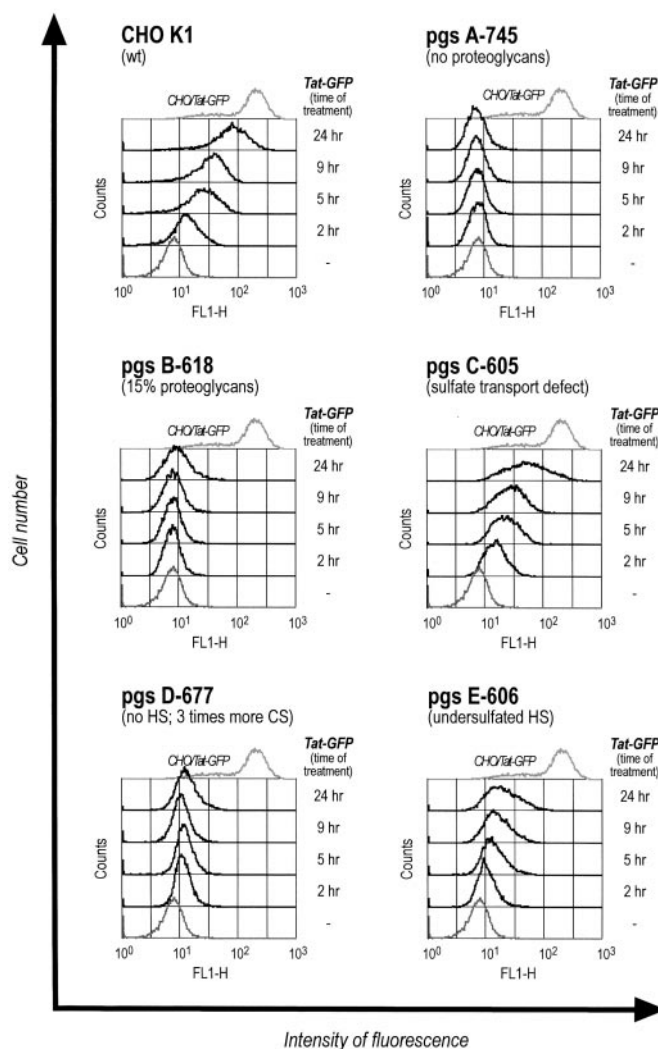 CHO K1
(wt)
CHO/Tat-GFP
Tat-GFP
(time of
treatment)
24 hr
9 hr
5 hr
2 hr
-
Counts
10⁰ 10¹ 10² 10³
FL1-H
pgs A-745
(no proteoglycans)
CHO/Tat-GFP
Tat-GFP
(time of
treatment)
24 hr
9 hr
5 hr
2 hr
-
Counts
10⁰ 10¹ 10² 10³
FL1-H
pgs B-618
(15% proteoglycans)
CHO/Tat-GFP
Tat-GFP
(time of
treatment)
24 hr
9 hr
5 hr
2 hr
-
Counts
10⁰ 10¹ 10² 10³
FL1-H
pgs C-605
(sulfate transport defect)
CHO/Tat-GFP
Tat-GFP
(time of
treatment)
24 hr
9 hr
5 hr
2 hr
-
Counts
10⁰ 10¹ 10² 10³
FL1-H
pgs D-677
(no HS; 3 times more CS)
CHO/Tat-GFP
Tat-GFP
(time of
treatment)
24 hr
9 hr
5 hr
2 hr
-
Counts
10⁰ 10¹ 10² 10³
FL1-H
pgs E-606
(undersulfated HS)
CHO/Tat-GFP
Tat-GFP
(time of
treatment)
24 hr
9 hr
5 hr
2 hr
-
Counts
10⁰ 10¹ 10² 10³
FL1-H
Cell number
Intensity of fluorescence